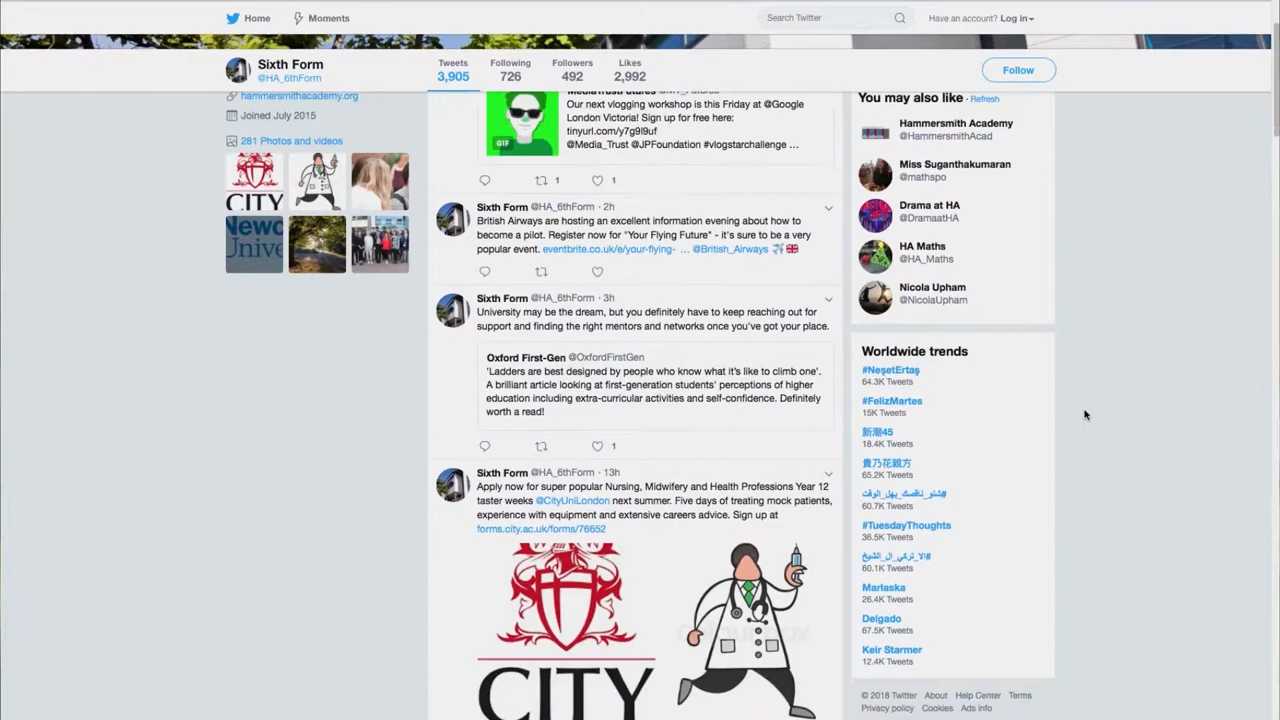 Home
Moments
Search Twitter
Have an account? Log in
Sixth Form
@HA_6thForm
Tweets
3,905
Following
726
Followers
492
Likes
2,992
Follow
hammersmithacademy.org
Joined July 2015
281 Photos and videos
CITY
Newc
Unive
GIF
Our next vlogging workshop is this Friday at @Google
London Victoria! Sign up for free here:
tinyurl.com/y7g9l9uf
@Media_Trust @JPFoundation #vlogstarchallenge …
1
1
Sixth Form @HA_6thForm · 2h
British Airways are hosting an excellent information evening about how to
become a pilot. Register now for "Your Flying Future" - it's sure to be a very
popular event. eventbrite.co.uk/e/your-flying- … @British_Airways ✈️ 🇬🇧
Sixth Form @HA_6thForm · 3h
University may be the dream, but you definitely have to keep reaching out for
support and finding the right mentors and networks once you've got your place.
Oxford First-Gen @OxfordFirstGen
'Ladders are best designed by people who know what it's like to climb one'.
A brilliant article looking at first-generation students' perceptions of higher
education including extra-curricular activities and self-confidence. Definitely
worth a read!
1
Sixth Form @HA_6thForm · 13h
Apply now for super popular Nursing, Midwifery and Health Professions Year 12
taster weeks @CityUniLondon next summer. Five days of treating mock patients,
experience with equipment and extensive careers advice. Sign up at
forms.city.ac.uk/forms/76652
CITY
You may also like · Refresh
Hammersmith Academy
@HammersmithAcad
Miss Suganthakumaran
@mathspo
Drama at HA
@DramaatHA
HA Maths
@HA_Maths
Nicola Upham
@NicolaUpham
Worldwide trends
#NeşetErtaş
64.3K Tweets
#FelizMartes
15K Tweets
新潮45
18.4K Tweets
貴乃花親方
65.2K Tweets
#شنو_ناقصك_بهل_الوقت
60.7K Tweets
#TuesdayThoughts
36.5K Tweets
#الا_تركي_ال_الشيخ
60.1K Tweets
Marlaska
26.4K Tweets
Delgado
67.5K Tweets
Keir Starmer
12.4K Tweets
© 2018 Twitter About Help Center Terms
Privacy policy Cookies Ads info